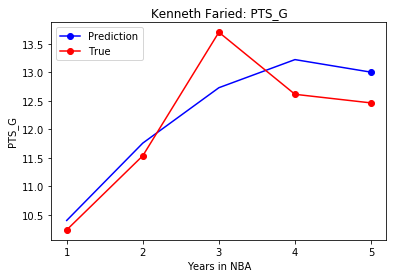 Kenneth Faried: PTS_G
Prediction
True
PTS_G
13.5
13.0
12.5
12.0
11.5
11.0
10.5
1 2 3 4 5
Years in NBA